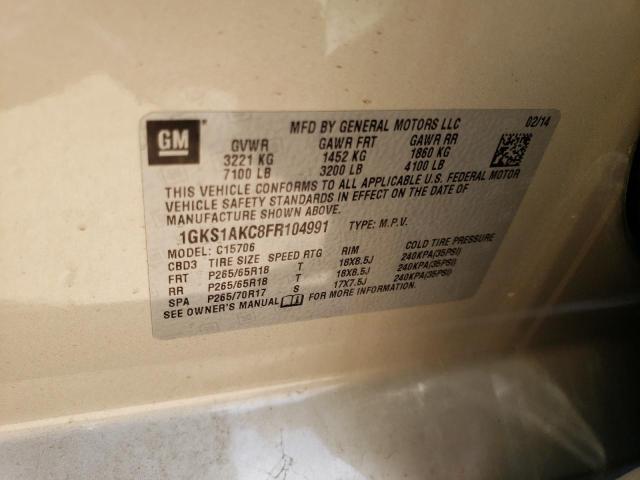 GM
MFD BY GENERAL MOTORS LLC 02/14
GVWR GAWR FRT GAWR RR
3221 KG 1452 KG 1860 KG
7100 LB 3200 LB 4100 LB
THIS VEHICLE CONFORMS TO ALL APPLICABLE U.S. FEDERAL MOTOR
VEHICLE SAFETY STANDARDS IN EFFECT ON THE DATE OF
MANUFACTURE SHOWN ABOVE.
1GKS1AKC8FR104991 TYPE: M.P.V.
MODEL: C15706
CBD3 TIRE SIZE SPEED RTG RIM COLD TIRE PRESSURE
FRT P265/65R18 T 18X8.5J 240KPA(35PSI)
RR P265/65R18 T 18X8.5J 240KPA(35PSI)
SPA P265/70R17 S 17X7.5J 240KPA(35PSI)
SEE OWNER'S MANUAL FOR MORE INFORMATION.